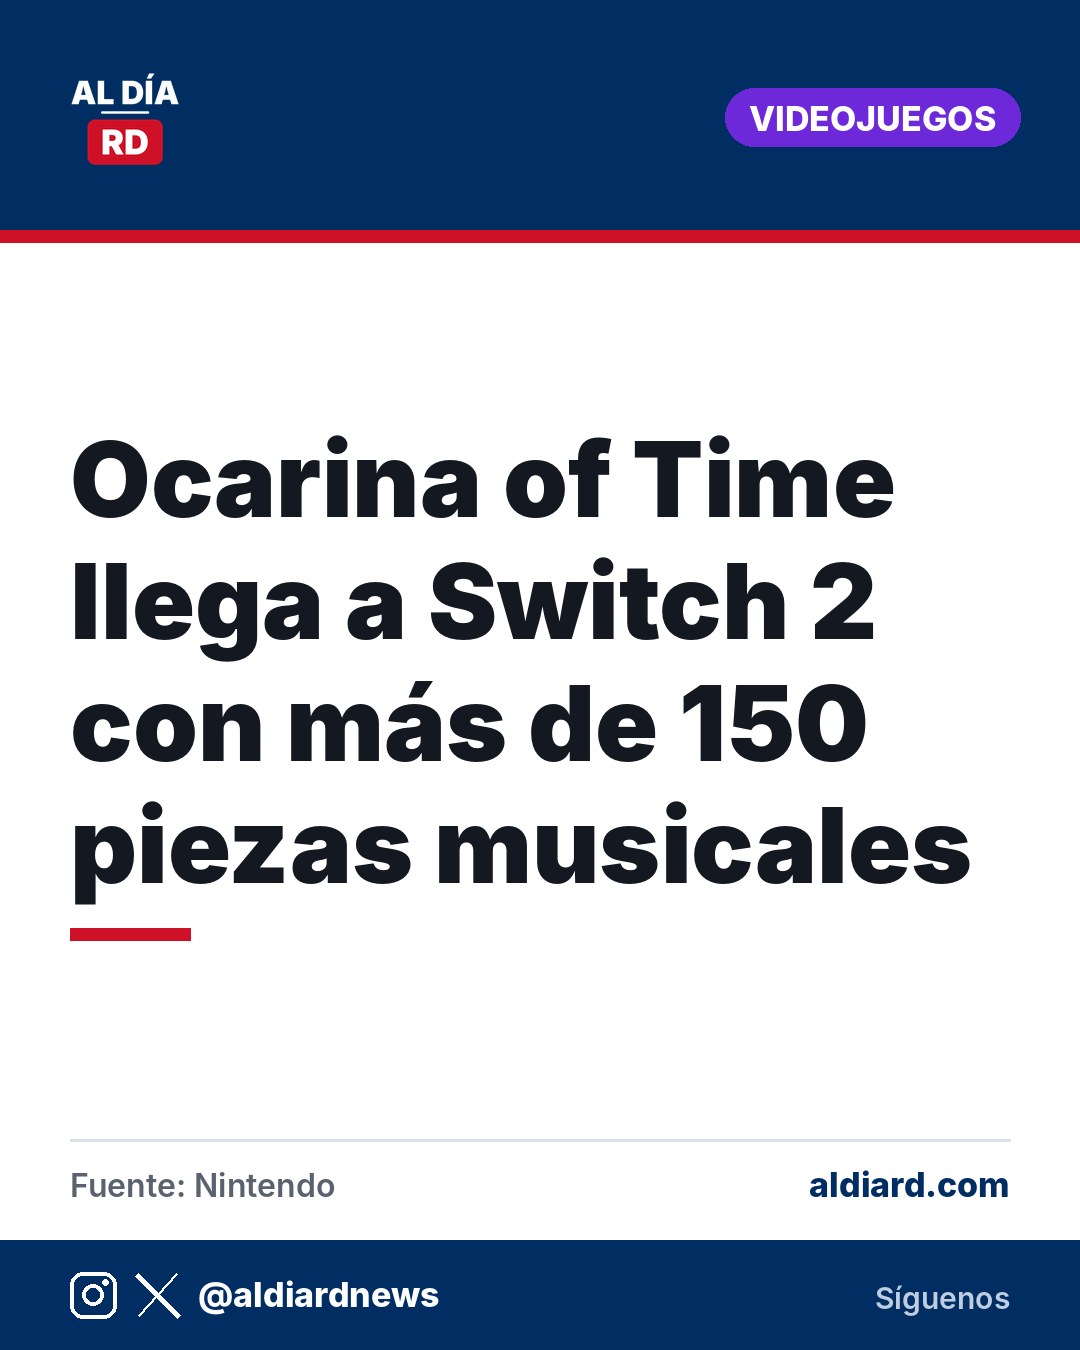 AL DÍA
RD
VIDEOJUEGOS
Ocarina of Time
llega a Switch 2
con más de 150
piezas musicales
Fuente: Nintendo
aldiard.com
@aldiardnews
Síguenos